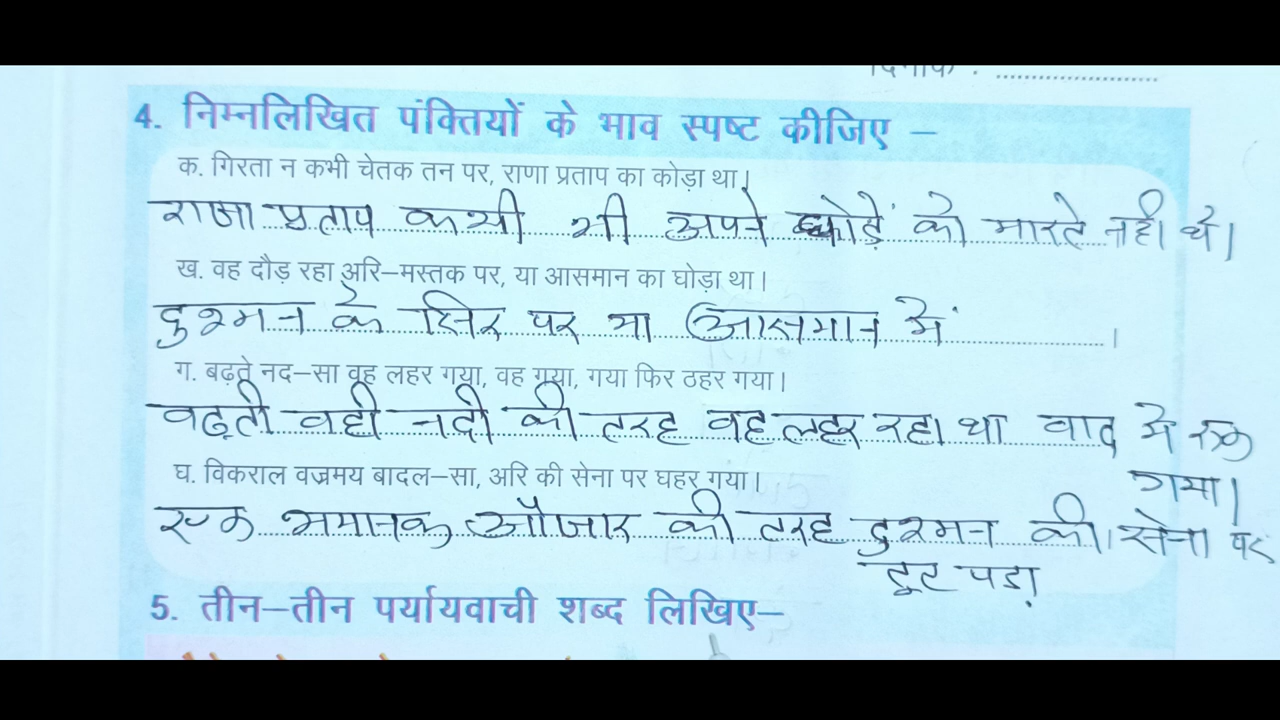 दिनांक : ..............................
4. निम्नलिखित पंक्तियों के भाव स्पष्ट कीजिए –
क. गिरता न कभी चेतक तन पर, राणा प्रताप का कोड़ा था।
राणा प्रताप कभी भी अपने घोड़ें को मारते नहीं थे।
ख. वह दौड़ रहा अरि–मस्तक पर, या आसमान का घोड़ा था।
दुश्मन के सिर पर या आसमान में ।
ग. बढ़ते नद–सा वह लहर गया, वह गया, गया फिर ठहर गया।
बढ़ती वही नदी की तरह वह लहर रहा था बाद में रुक
गया।
घ. विकराल वज्रमय बादल–सा, अरि की सेना पर घहर गया।
एक भयानक औजार की तरह दुश्मन की। सेना पर
टूट पड़ा
5. तीन–तीन पर्यायवाची शब्द लिखिए–